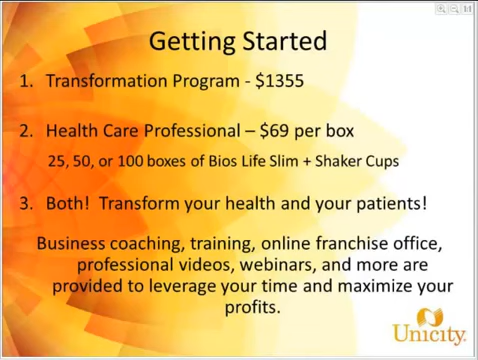 Getting Started
1. Transformation Program - $1355
2. Health Care Professional – $69 per box
25, 50, or 100 boxes of Bios Life Slim + Shaker Cups
3. Both! Transform your health and your patients!
Business coaching, training, online franchise office,
professional videos, webinars, and more are
provided to leverage your time and maximize your
profits.
Unicity.